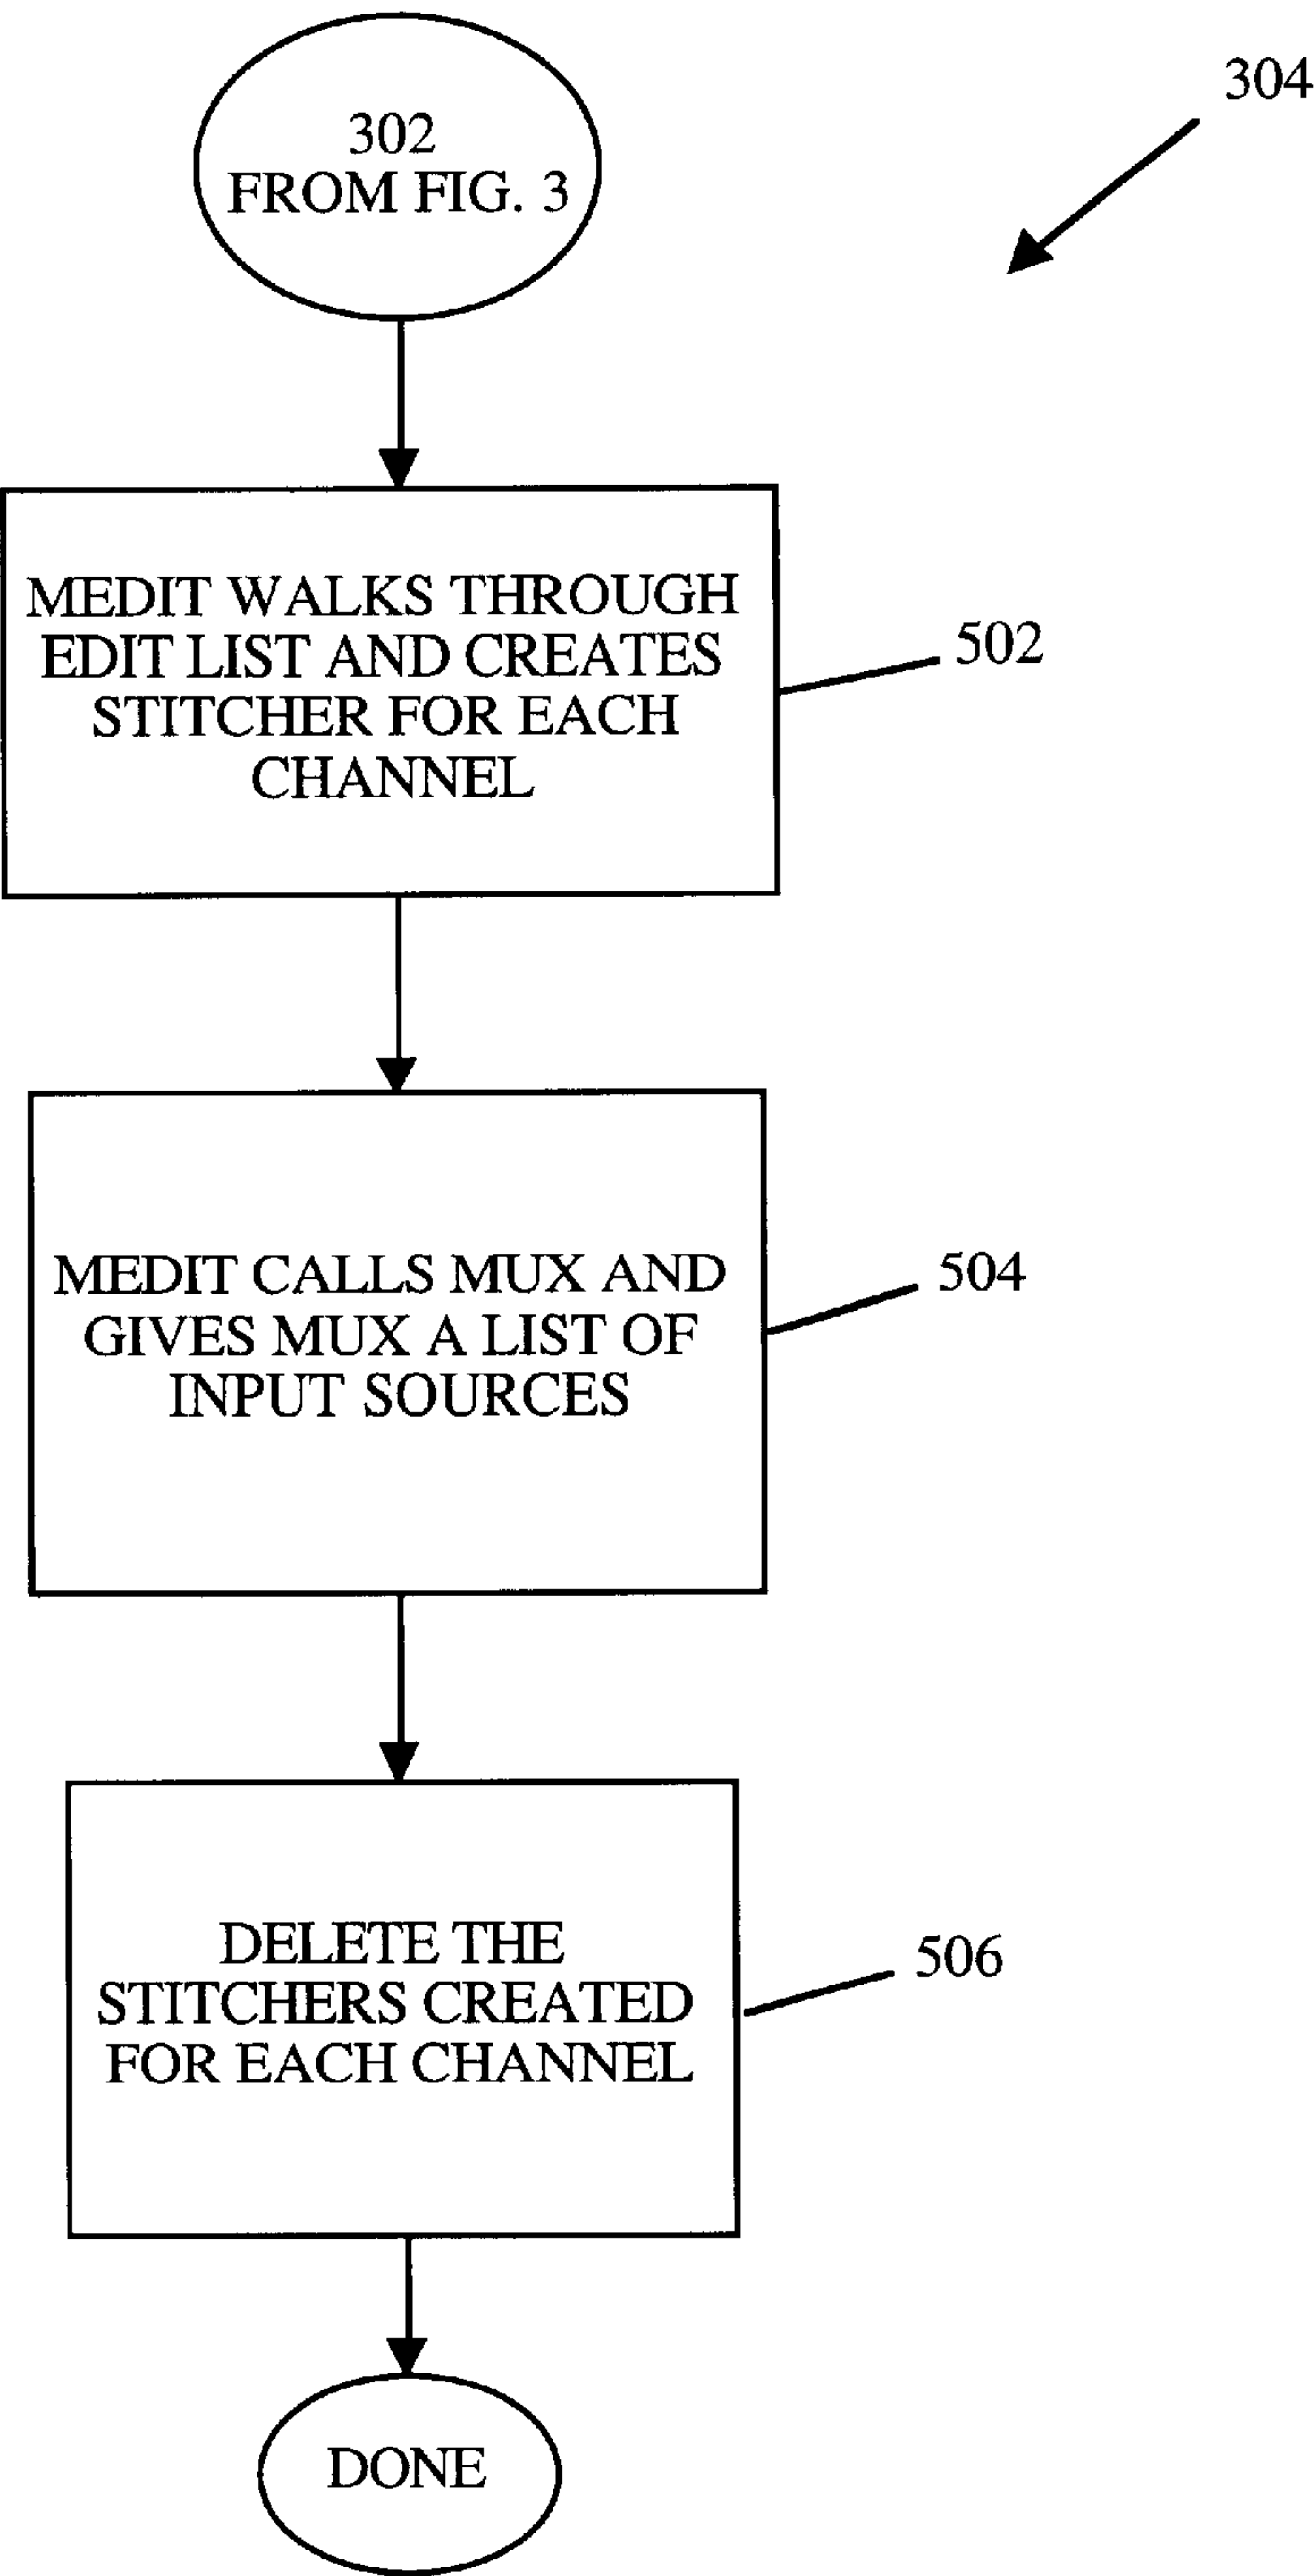 304
302
FROM FIG. 3
MEDIT WALKS THROUGH
EDIT LIST AND CREATES
STITCHER FOR EACH
CHANNEL
502
MEDIT CALLS MUX AND
GIVES MUX A LIST OF
INPUT SOURCES
504
DELETE THE
STITCHERS CREATED
FOR EACH CHANNEL
506
DONE